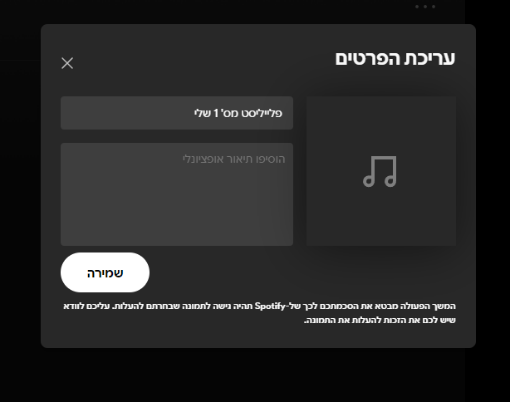 עריכת הפרטים
פלייליסט מס' 1 שלי
הוסיפו תיאור אופציונלי
שמירה
המשך הפעולה מבטא את הסכמתכם לכך של-Spotify תהיה גישה לתמונה שבחרתם להעלות. עליכם לוודא
שיש לכם את הזכות להעלות את התמונה.